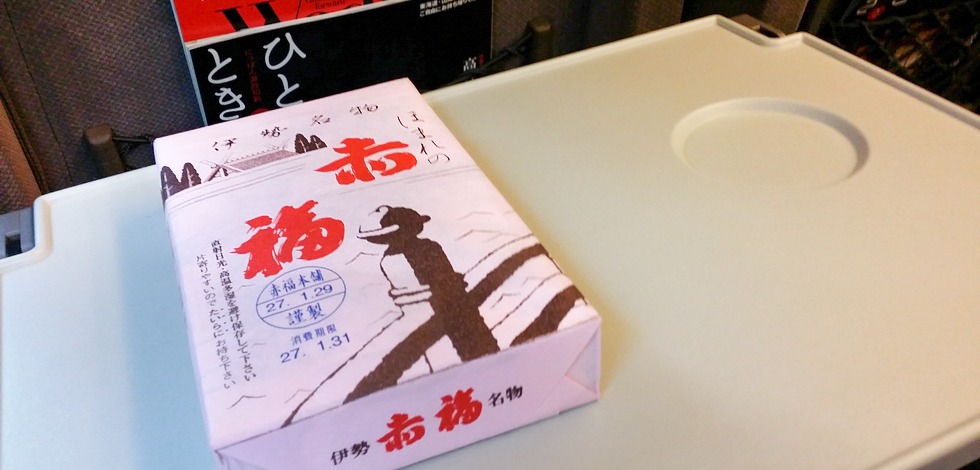 forward
ひと
とき
高
伊勢名物
ほまれの
赤
福
直射日光・高温多湿を避け保存して下さい
片寄りやすいのでたいらにお持ち下さい
赤福本舗
27. 1.29
謹製
消費期限
27. 1.31
伊勢 赤福 名物